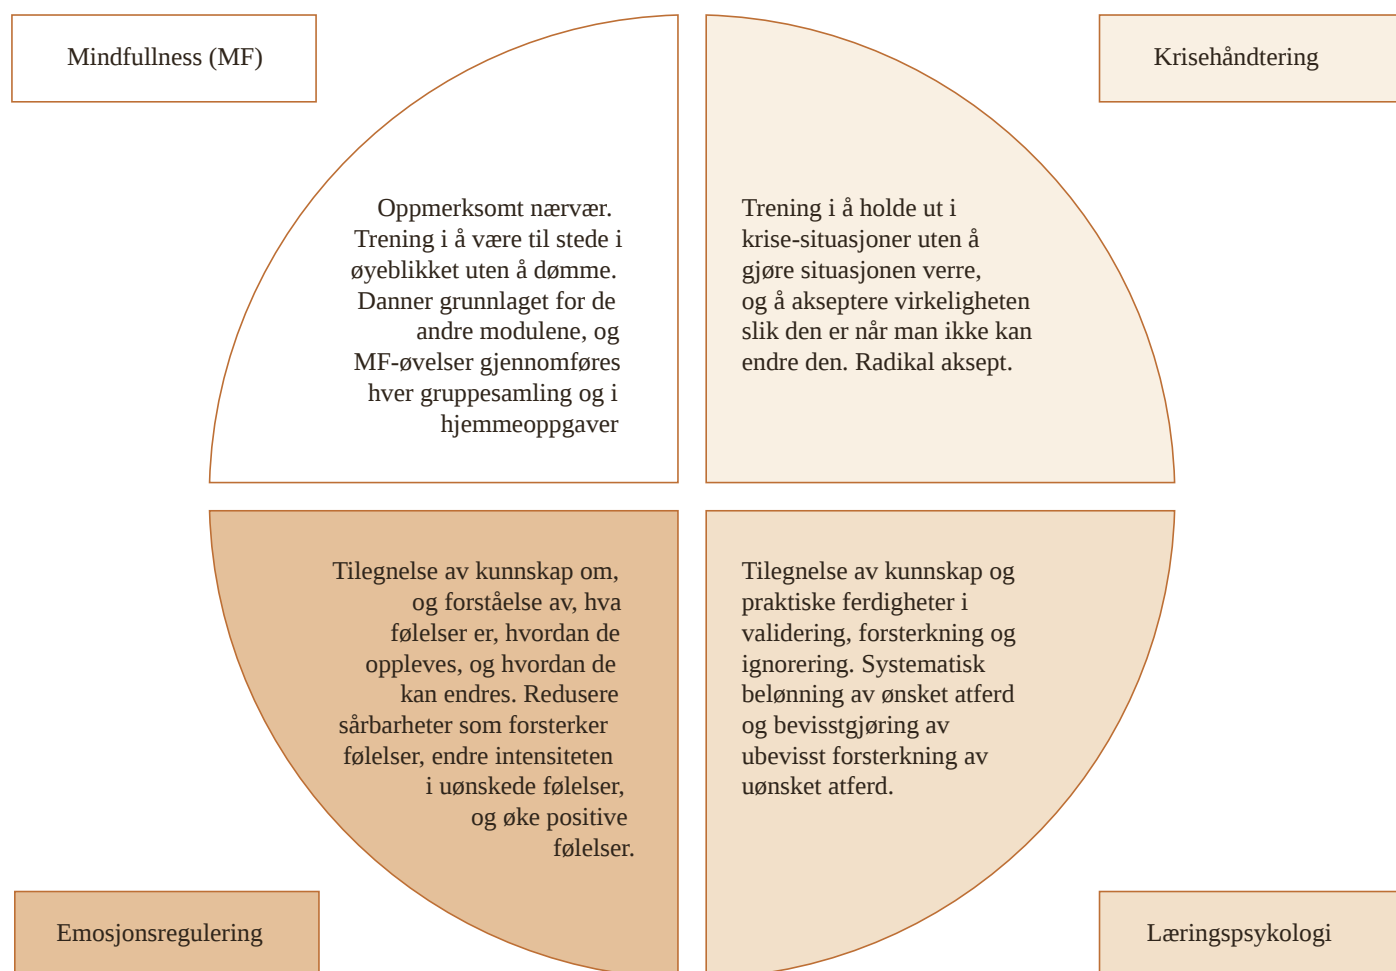 Mindfullness (MF)
Krisehåndtering
Oppmerksomt nærvær.
Trening i å være til stede i
øyeblikket uten å dømme.
Danner grunnlaget for de
andre modulene, og
MF-øvelser gjennomføres
hver gruppesamling og i
hjemmeoppgaver
Trening i å holde ut i
krise-situasjoner uten å
gjøre situasjonen verre,
og å akseptere virkeligheten
slik den er når man ikke kan
endre den. Radikal aksept.
Tilegnelse av kunnskap om,
og forståelse av, hva
følelser er, hvordan de
oppleves, og hvordan de
kan endres. Redusere
sårbarheter som forsterker
følelser, endre intensiteten
i uønskede følelser,
og øke positive
følelser.
Tilegnelse av kunnskap og
praktiske ferdigheter i
validering, forsterkning og
ignorering. Systematisk
belønning av ønsket atferd
og bevisstgjøring av
ubevisst forsterkning av
uønsket atferd.
Emosjonsregulering
Læringspsykologi